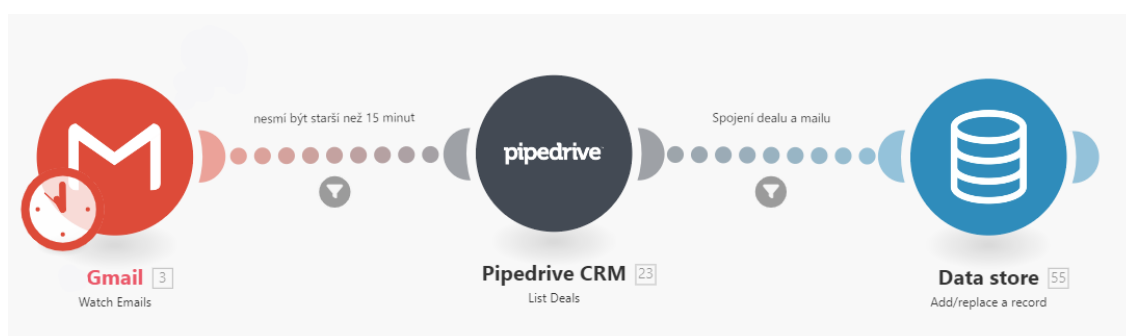 nesmí být starší než 15 minut
Spojení dealu a mailu
pipedrive
Gmail 3
Watch Emails
Pipedrive CRM 23
List Deals
Data store 55
Add/replace a record